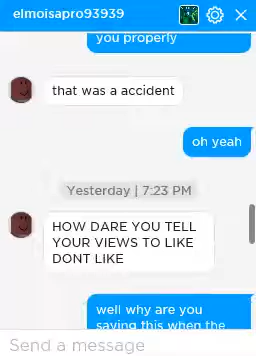 elmoisapro93939
you properly
that was a accident
oh yeah
Yesterday | 7:23 PM
HOW DARE YOU TELL
YOUR VIEWS TO LIKE
DONT LIKE
well why are you
saying this when the
Send a message